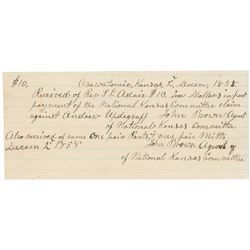 $10, Osawatomie, Kansas T, Decem, 1858
Received of Rev S L Adair $10, Ten Dollars in part
payment of the National Kansas Committee claim
against Andrew Updegraff John Brown Agent
of National Kansas Committee
Also received of same one pair Boots & one pair Mitts
Decem 2d 1858 John Brown Agent
of National Kansas Committee